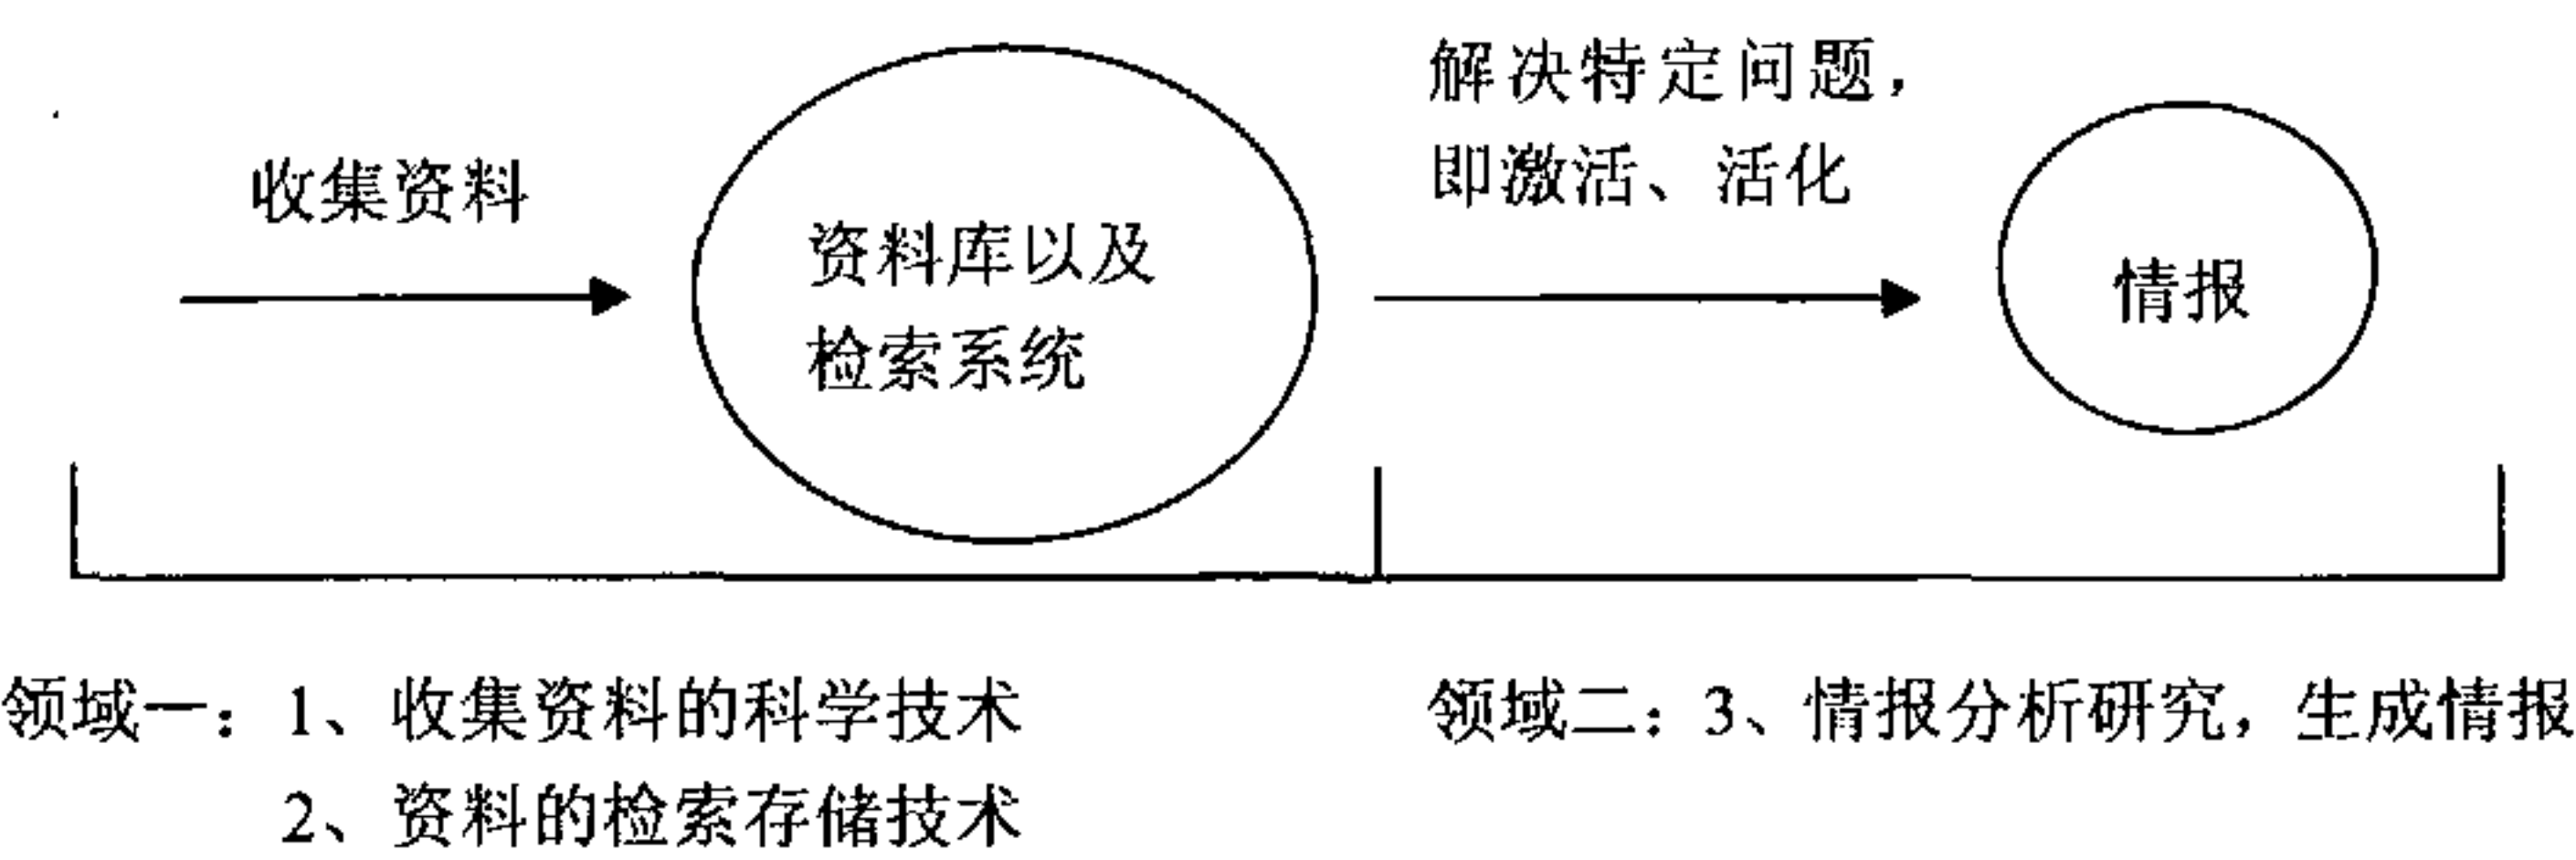 收集资料
资料库以及
检索系统
解决特定问题，
即激活、活化
情报
领域一：1、收集资料的科学技术
2、资料的检索存储技术
领域二：3、情报分析研究，生成情报